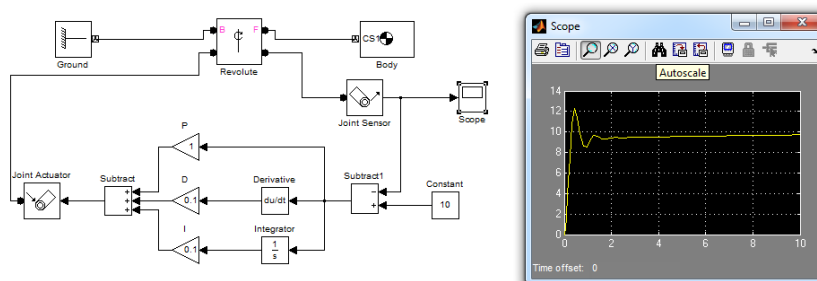 B
F
CS1
Ground
Revolute
Body
Joint Sensor
Scope
P
1
Joint Actuator
Subtract
D
Derivative
Subtract1
Constant
+
+
+
0.1
du/dt
−
+
10
I
Integrator
0.1
1
s
Scope
Autoscale
14
12
10
8
6
4
2
0
0
2
4
6
8
10
Time offset: 0